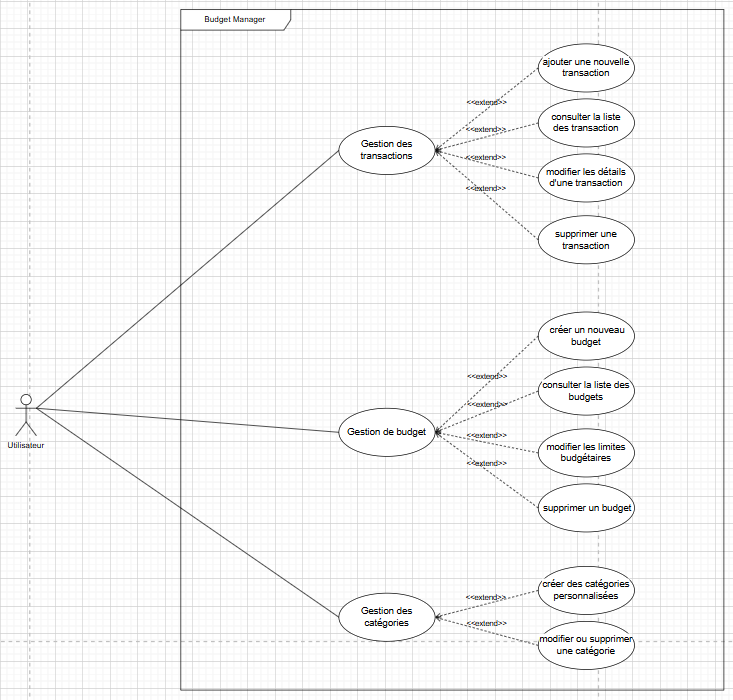 Budget Manager
ajouter une nouvelle
transaction
<<extend>>
consulter la liste
des transaction
<<extend>>
Gestion des
transactions
<<extend>>
modifier les détails
d'une transaction
<<extend>>
supprimer une
transaction
créer un nouveau
budget
<<extend>>
consulter la liste des
budgets
<<extend>>
Gestion de budget
<<extend>>
modifier les limites
budgétaires
<<extend>>
supprimer un budget
Utilisateur
créer des catégories
personnalisées
<<extend>>
Gestion des
catégories
<<extend>>
modifier ou supprimer
une catégorie